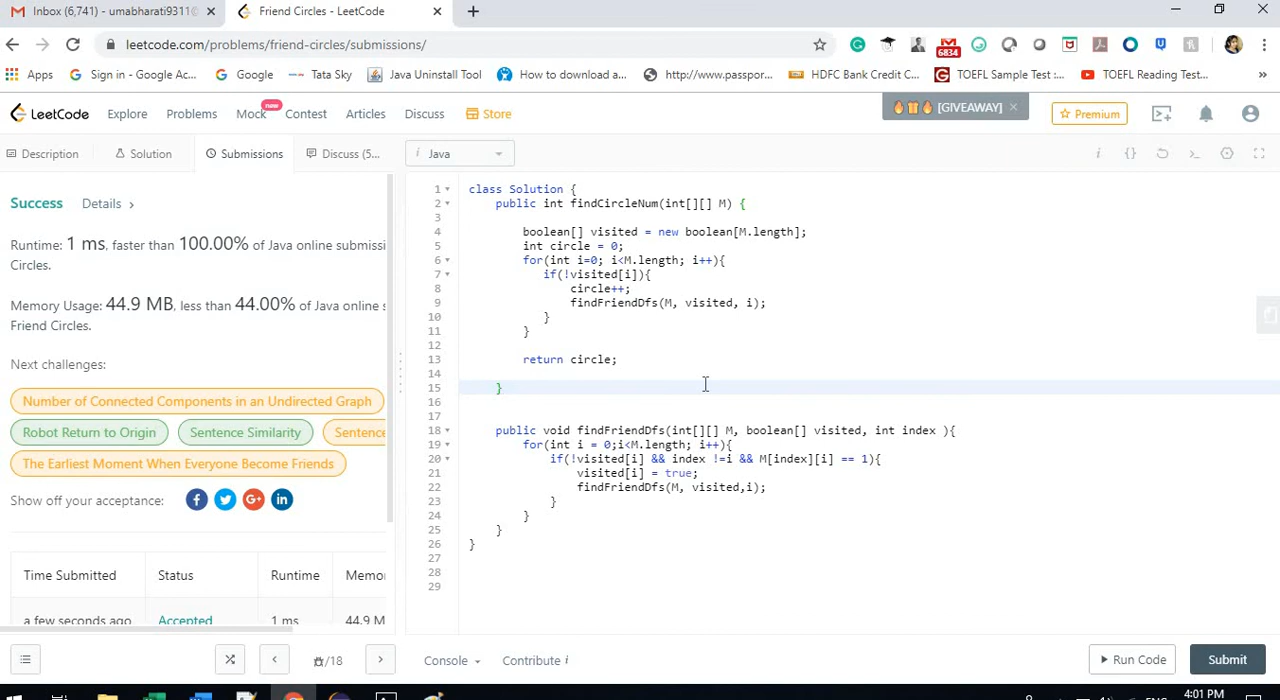 Inbox (6,741) - umabharati9311@
Friend Circles - LeetCode
leetcode.com/problems/friend-circles/submissions/
6834
Apps
Sign in - Google Ac...
Google
Tata Sky
Java Uninstall Tool
How to download a...
http://www.passpor...
HDFC Bank Credit C...
TOEFL Sample Test :...
TOEFL Reading Test...
»
LeetCode
Explore
Problems
Mock
new
Contest
Articles
Discuss
Store
[GIVEAWAY]
Premium
Description
Solution
Submissions
Discuss (5...
i Java
Success
Details >
Runtime: 1 ms, faster than 100.00% of Java online submissi
Circles.
Memory Usage: 44.9 MB, less than 44.00% of Java online s
Friend Circles.
Next challenges:
Number of Connected Components in an Undirected Graph
Robot Return to Origin
Sentence Similarity
Sentence
The Earliest Moment When Everyone Become Friends
Show off your acceptance:
Time Submitted
Status
Runtime
Memo
a few seconds ago
Accepted
1 ms
44.9 M
1 class Solution {
2 public int findCircleNum(int[][] M) {
3
4 boolean[] visited = new boolean[M.length];
5 int circle = 0;
6 for(int i=0; i<M.length; i++){
7 if(!visited[i]){
8 circle++;
9 findFriendDfs(M, visited, i);
10 }
11 }
12
13 return circle;
14
15 }
16
17
18 public void findFriendDfs(int[][] M, boolean[] visited, int index ){
19 for(int i = 0;i<M.length; i++){
20 if(!visited[i] && index !=i && M[index][i] == 1){
21 visited[i] = true;
22 findFriendDfs(M, visited,i);
23 }
24 }
25 }
26 }
27
28
29
/18
Console
Contribute i
Run Code
Submit
4:01 PM